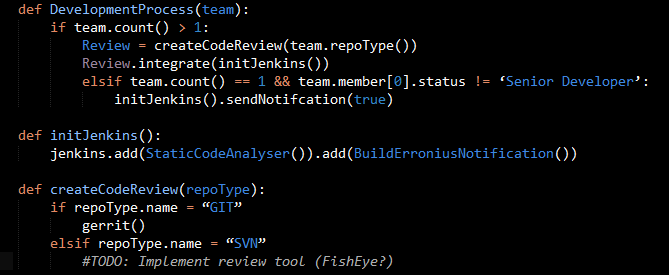 def DevelopmentProcess(team):
    if team.count() > 1:
        Review = createCodeReview(team.repoType())
        Review.integrate(initJenkins())
        elsif team.count() == 1 && team.member[0].status != ‘Senior Developer’:
            initJenkins().sendNotifcation(true)
def initJenkins():
    jenkins.add(StaticCodeAnalyser()).add(BuildErroniusNotification())
def createCodeReview(repoType):
    if repoType.name = “GIT”
        gerrit()
    elsif repoType.name = “SVN”
        #TODO: Implement review tool (FishEye?)